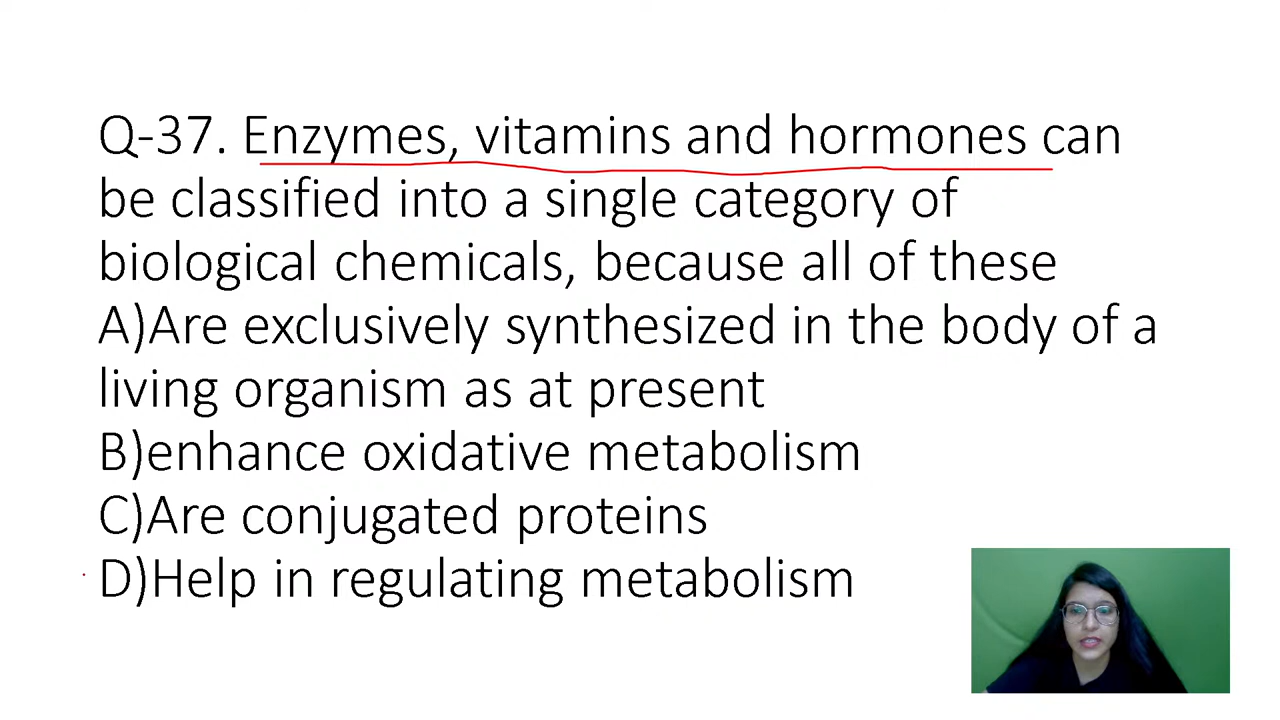 Q-37. Enzymes, vitamins and hormones can
be classified into a single category of
biological chemicals, because all of these
A)Are exclusively synthesized in the body of a
living organism as at present
B)enhance oxidative metabolism
C)Are conjugated proteins
D)Help in regulating metabolism